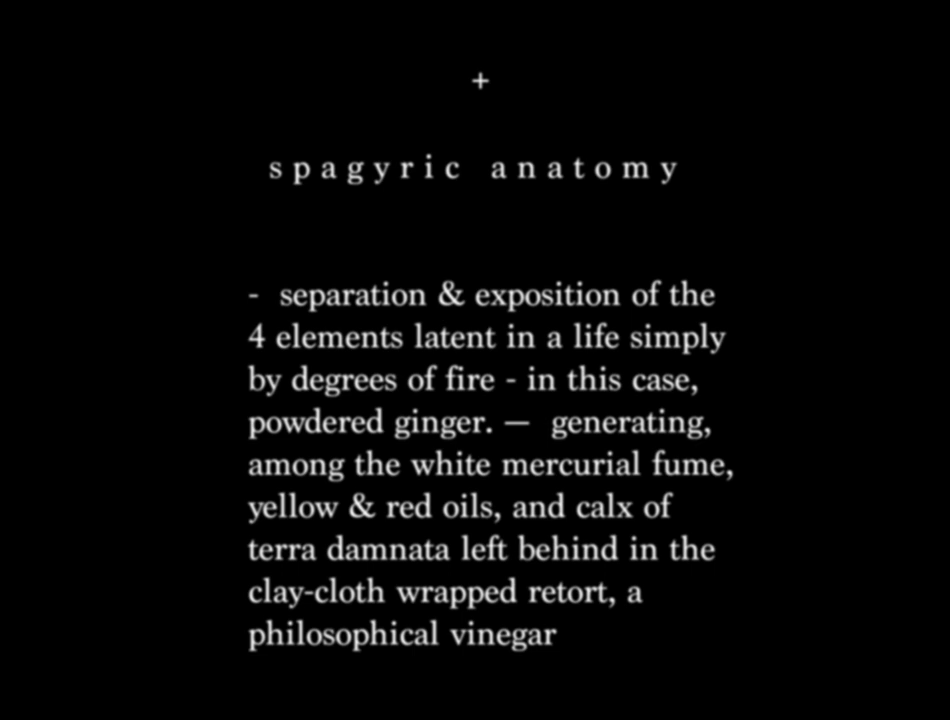 +
spagyric anatomy
- separation & exposition of the
4 elements latent in a life simply
by degrees of fire - in this case,
powdered ginger. — generating,
among the white mercurial fume,
yellow & red oils, and calx of
terra damnata left behind in the
clay-cloth wrapped retort, a
philosophical vinegar